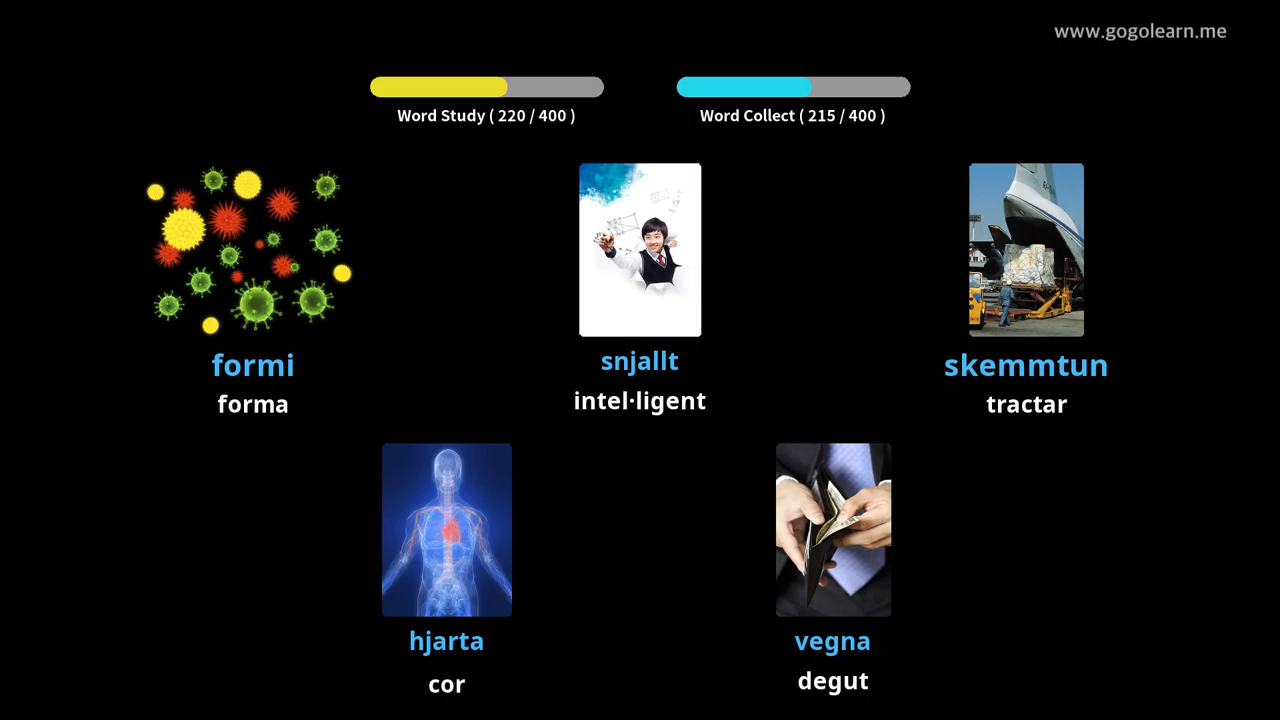 www.gogolearn.me
Word Study ( 220 / 400 )
Word Collect ( 215 / 400 )
formi
forma
snjallt
intel·ligent
skemmtun
tractar
hjarta
cor
vegna
degut